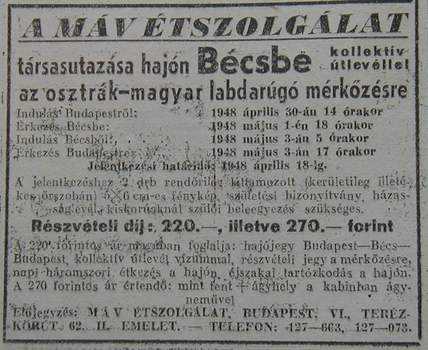 A MÁV ÉTSZOLGÁLAT
társasutazása hajón Bécsbe kollektív útlevéllel
az osztrák-magyar labdarúgó mérkőzésre
Indulás Budapestről: 1948 április 30-án 14 órakor
Érkezés Bécsbe: 1948 május 1-én 18 órakor
Indulás Bécsből: 1948 május 3-án 5 órakor
Érkezés Budapestre: 1948 május 3-án 17 órakor
Jelentkezési határidő: 1948 április 18-ig.
A jelentkezéshez 2 drb rendőrileg láttamozott (kerületileg illeté-
kes őrszobán) 5×6 cm-es fénykép, születési bizonyítvány, házas-
ságlevél, kiskorúaknál szülői beleegyezés szükséges.
Részvételi díj: 220.—, illetve 270.— forint
A 220 forintos ár magában foglalja: hajójegy Budapest—Bécs—
Budapest, kollektív útlevél vízummal, részvételi jegy a mérkőzésre,
napi háromszori étkezés a hajón, éjszakai tartózkodás a hajón.
A 270 forintos ár értendő: mint fent + ágyhely a kabinban ágy-
neművel
Előjegyzés: MÁV ÉTSZOLGÁLAT, BUDAPEST, VI., TERÉZ-
KÖRÚT 62. II. EMELET. — TELEFON: 127—663, 127—073.